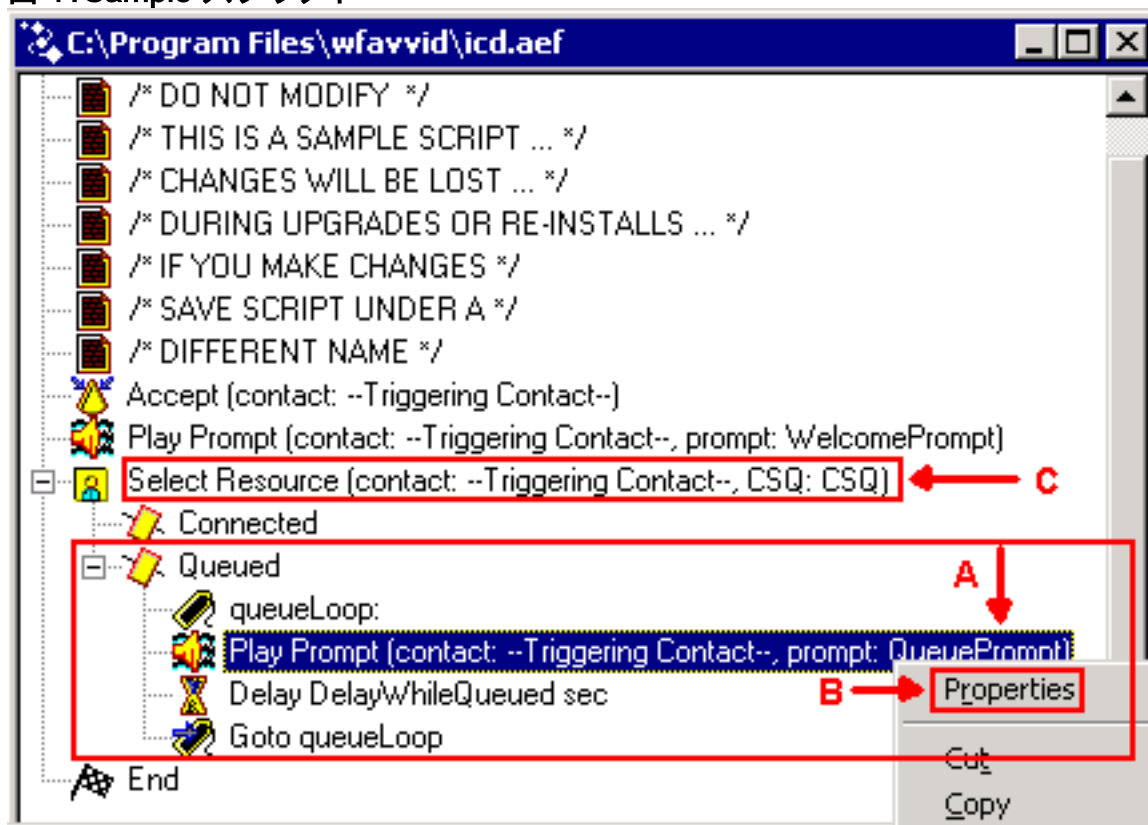 C:\Program Files\wfavvid\icd.aef
/* DO NOT MODIFY */
/* THIS IS A SAMPLE SCRIPT ... */
/* CHANGES WILL BE LOST ... */
/* DURING UPGRADES OR RE-INSTALLS ... */
/* IF YOU MAKE CHANGES */
/* SAVE SCRIPT UNDER A */
/* DIFFERENT NAME */
Accept (contact: --Triggering Contact--)
Play Prompt (contact: --Triggering Contact--, prompt: WelcomePrompt)
Select Resource (contact: --Triggering Contact--, CSQ: CSQ) C
Connected
Queued
A
queueLoop:
Play Prompt (contact: --Triggering Contact--, prompt: QueuePrompt)
Delay DelayWhileQueued sec
B Properties
Goto queueLoop
Cut
End
Copy